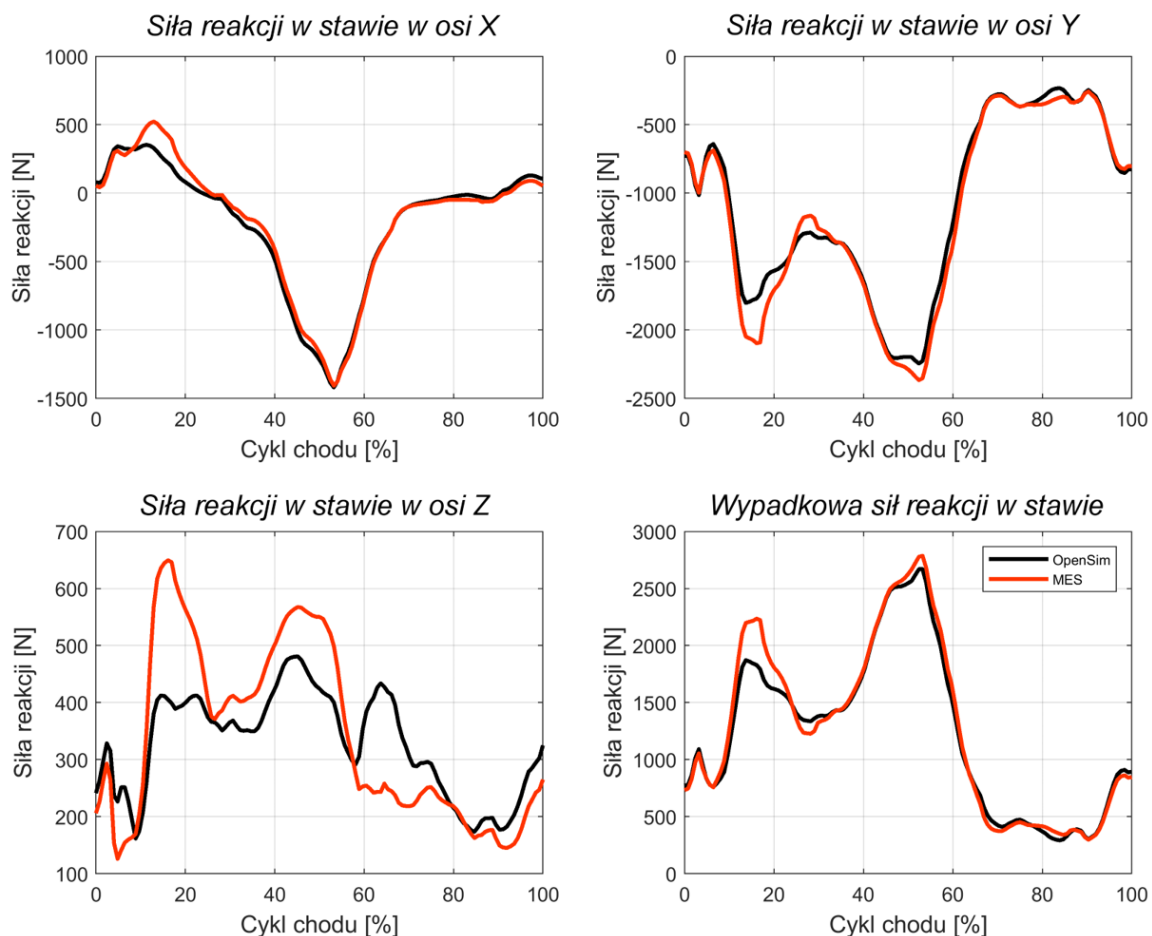 Siła reakcji w stawie w osi X
1000
500
0
-500
-1000
-1500
0 20 40 60 80 100
Siła reakcji [N]
Cykl chodu [%]
Siła reakcji w stawie w osi Y
0
-500
-1000
-1500
-2000
-2500
0 20 40 60 80 100
Siła reakcji [N]
Cykl chodu [%]
Siła reakcji w stawie w osi Z
700
600
500
400
300
200
100
0 20 40 60 80 100
Siła reakcji [N]
Cykl chodu [%]
Wypadkowa sił reakcji w stawie
3000
2500
2000
1500
1000
500
0
0 20 40 60 80 100
Siła reakcji [N]
Cykl chodu [%]
OpenSim
MES